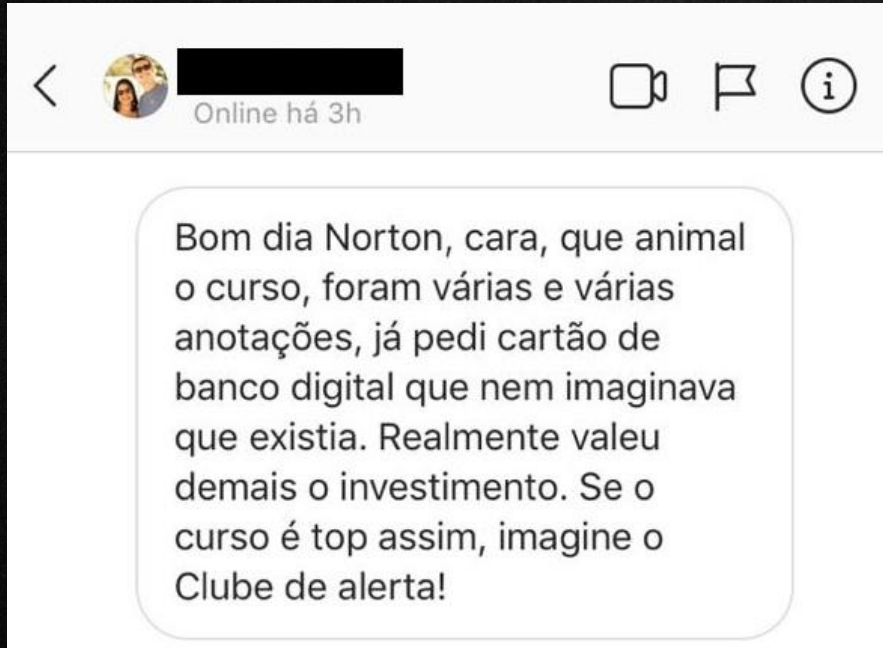 Online há 3h
Bom dia Norton, cara, que animal
o curso, foram várias e várias
anotações, já pedi cartão de
banco digital que nem imaginava
que existia. Realmente valeu
demais o investimento. Se o
curso é top assim, imagine o
Clube de alerta!